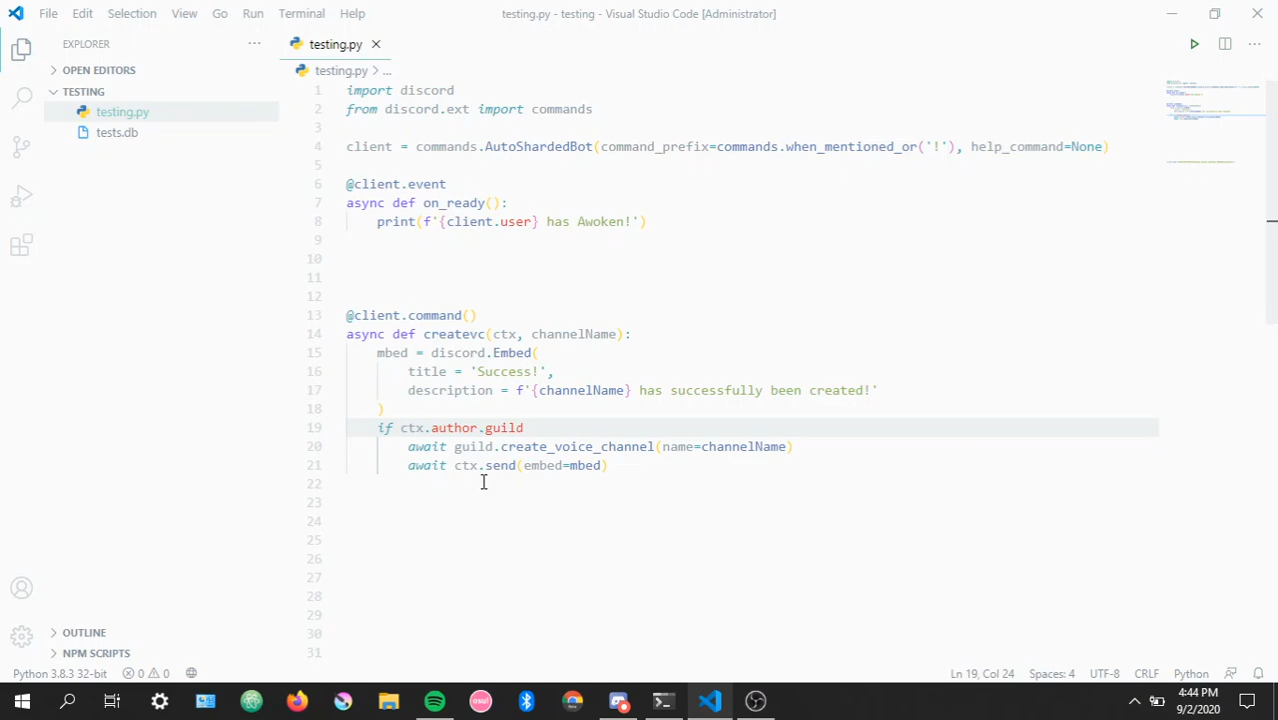 File Edit Selection View Go Run Terminal Help testing.py - testing - Visual Studio Code [Administrator]
EXPLORER ... testing.py
OPEN EDITORS
testing.py > ...
TESTING
testing.py
tests.db
1 import discord
2 from discord.ext import commands
3
4 client = commands.AutoShardedBot(command_prefix=commands.when_mentioned_or('!'), help_command=None)
5
6 @client.event
7 async def on_ready():
8 print(f'{client.user} has Awoken!')
9
10
11
12
13 @client.command()
14 async def createvc(ctx, channelName):
15 mbed = discord.Embed(
16 title = 'Success!',
17 description = f'{channelName} has successfully been created!'
18 )
19 if ctx.author.guild
20 await guild.create_voice_channel(name=channelName)
21 await ctx.send(embed=mbed)
22
23
24
25
26
27
28
29
30
31
OUTLINE
NPM SCRIPTS
Python 3.8.3 32-bit 0 0 Ln 19, Col 24 Spaces: 4 UTF-8 CRLF Python
osu!
4:44 PM
9/2/2020